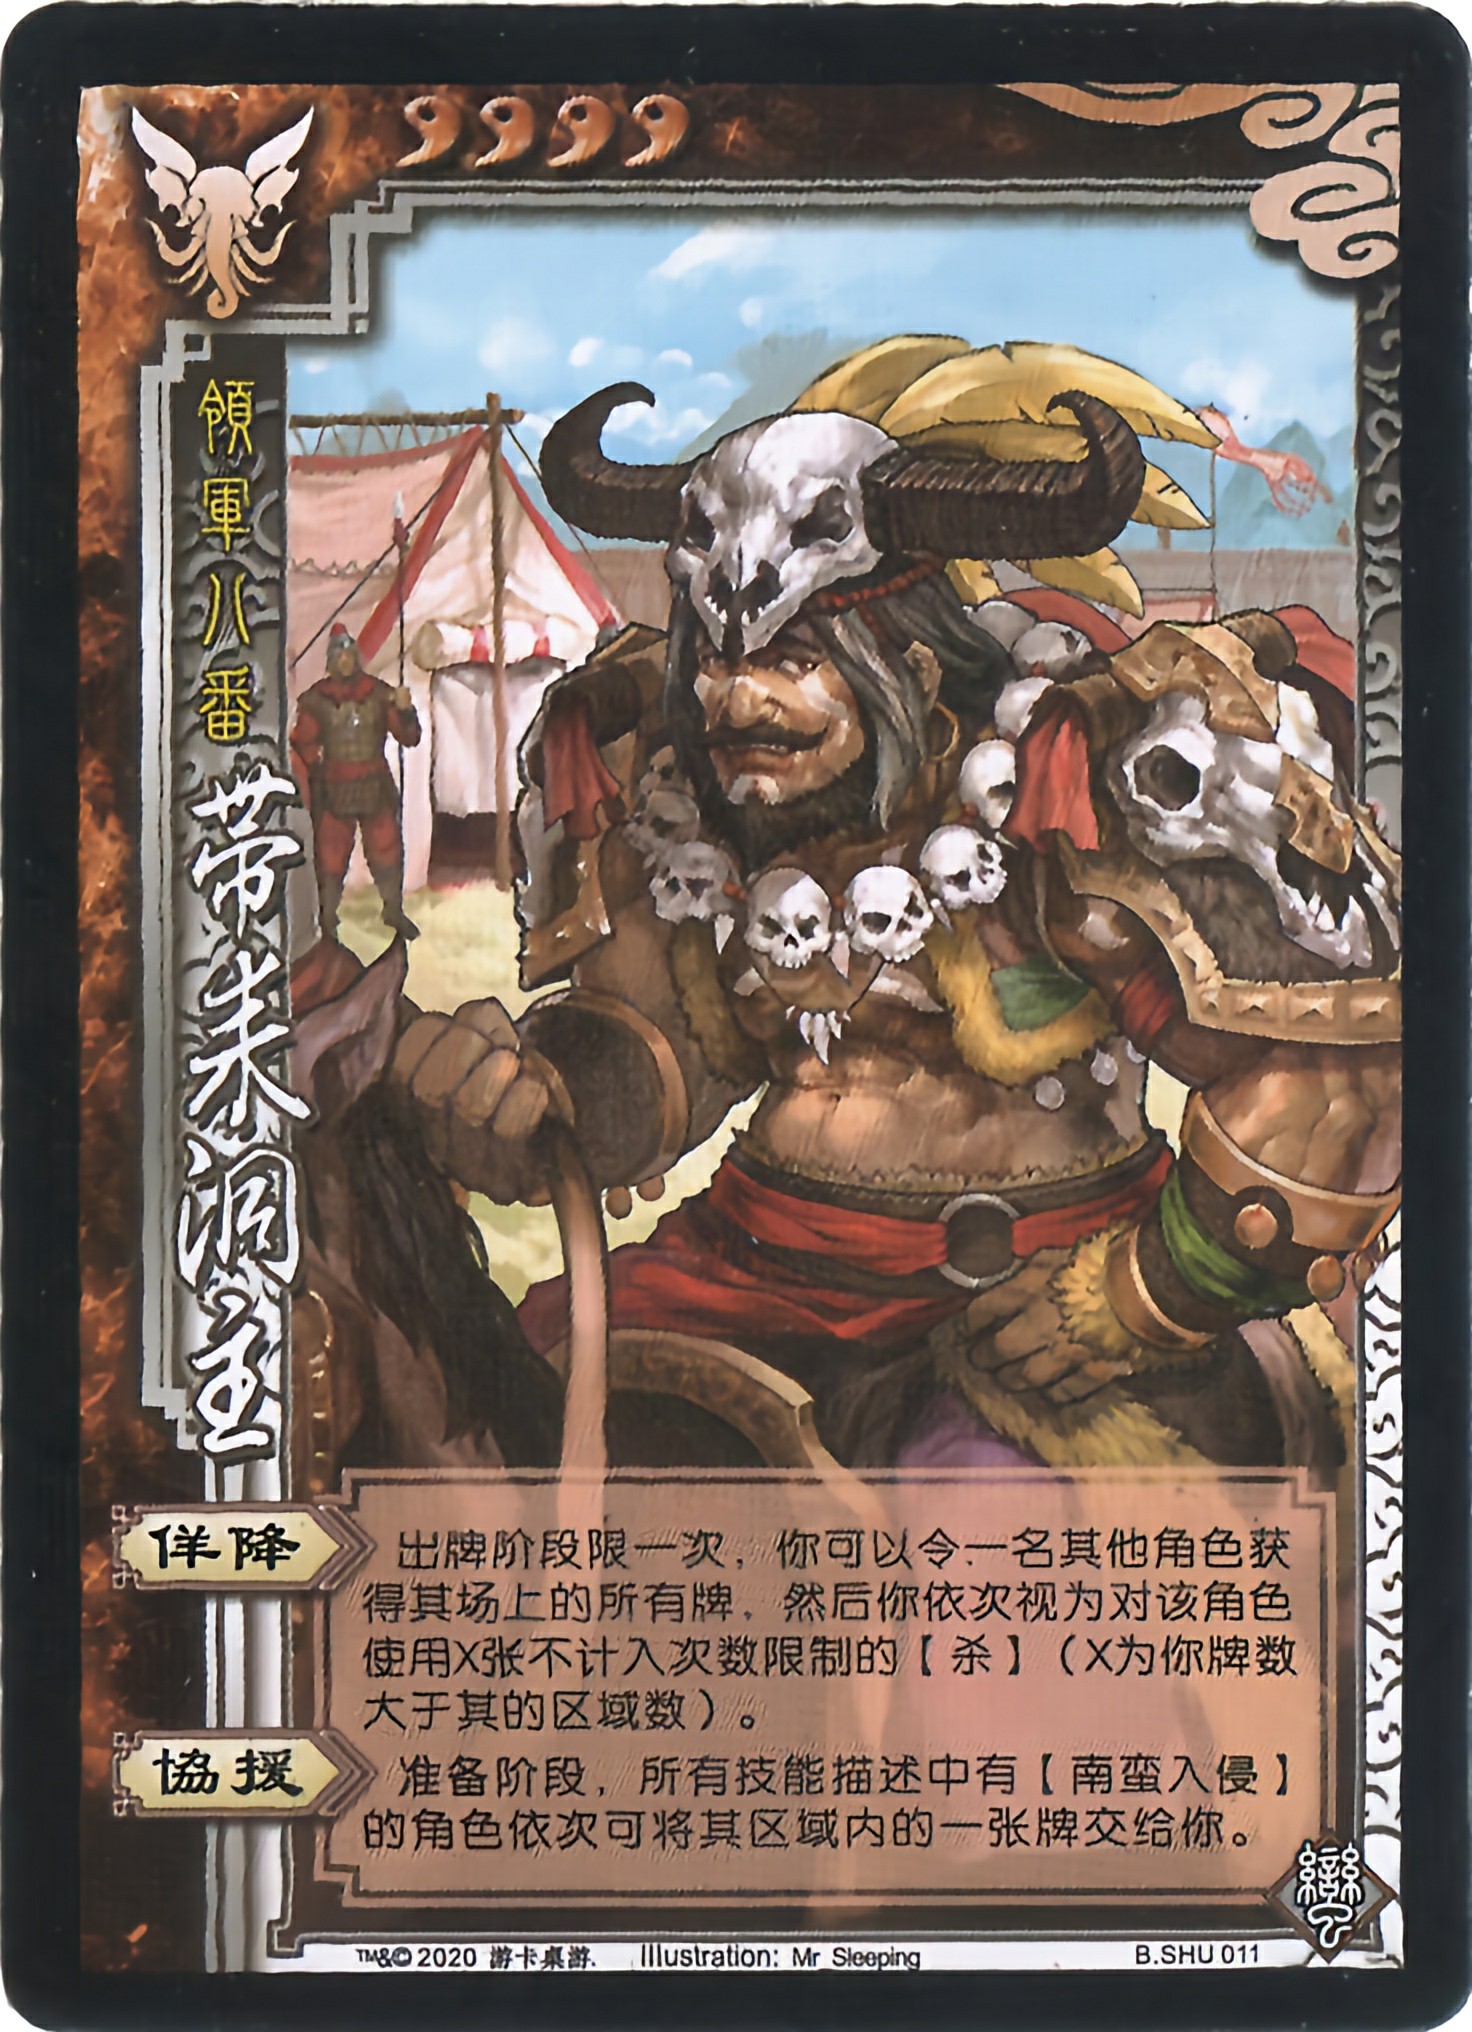 領軍八番
带来洞主
佯降
出牌阶段限一次，你可以令一名其他角色获
得其场上的所有牌，然后你依次视为对该角色
使用X张不计入次数限制的【杀】（X为你牌数
大于其的区域数）。
協援
准备阶段，所有技能描述中有【南蛮入侵】
的角色依次可将其区域内的一张牌交给你。
蠻
™&© 2020 游卡桌游. Illustration: Mr Sleeping B.SHU 011